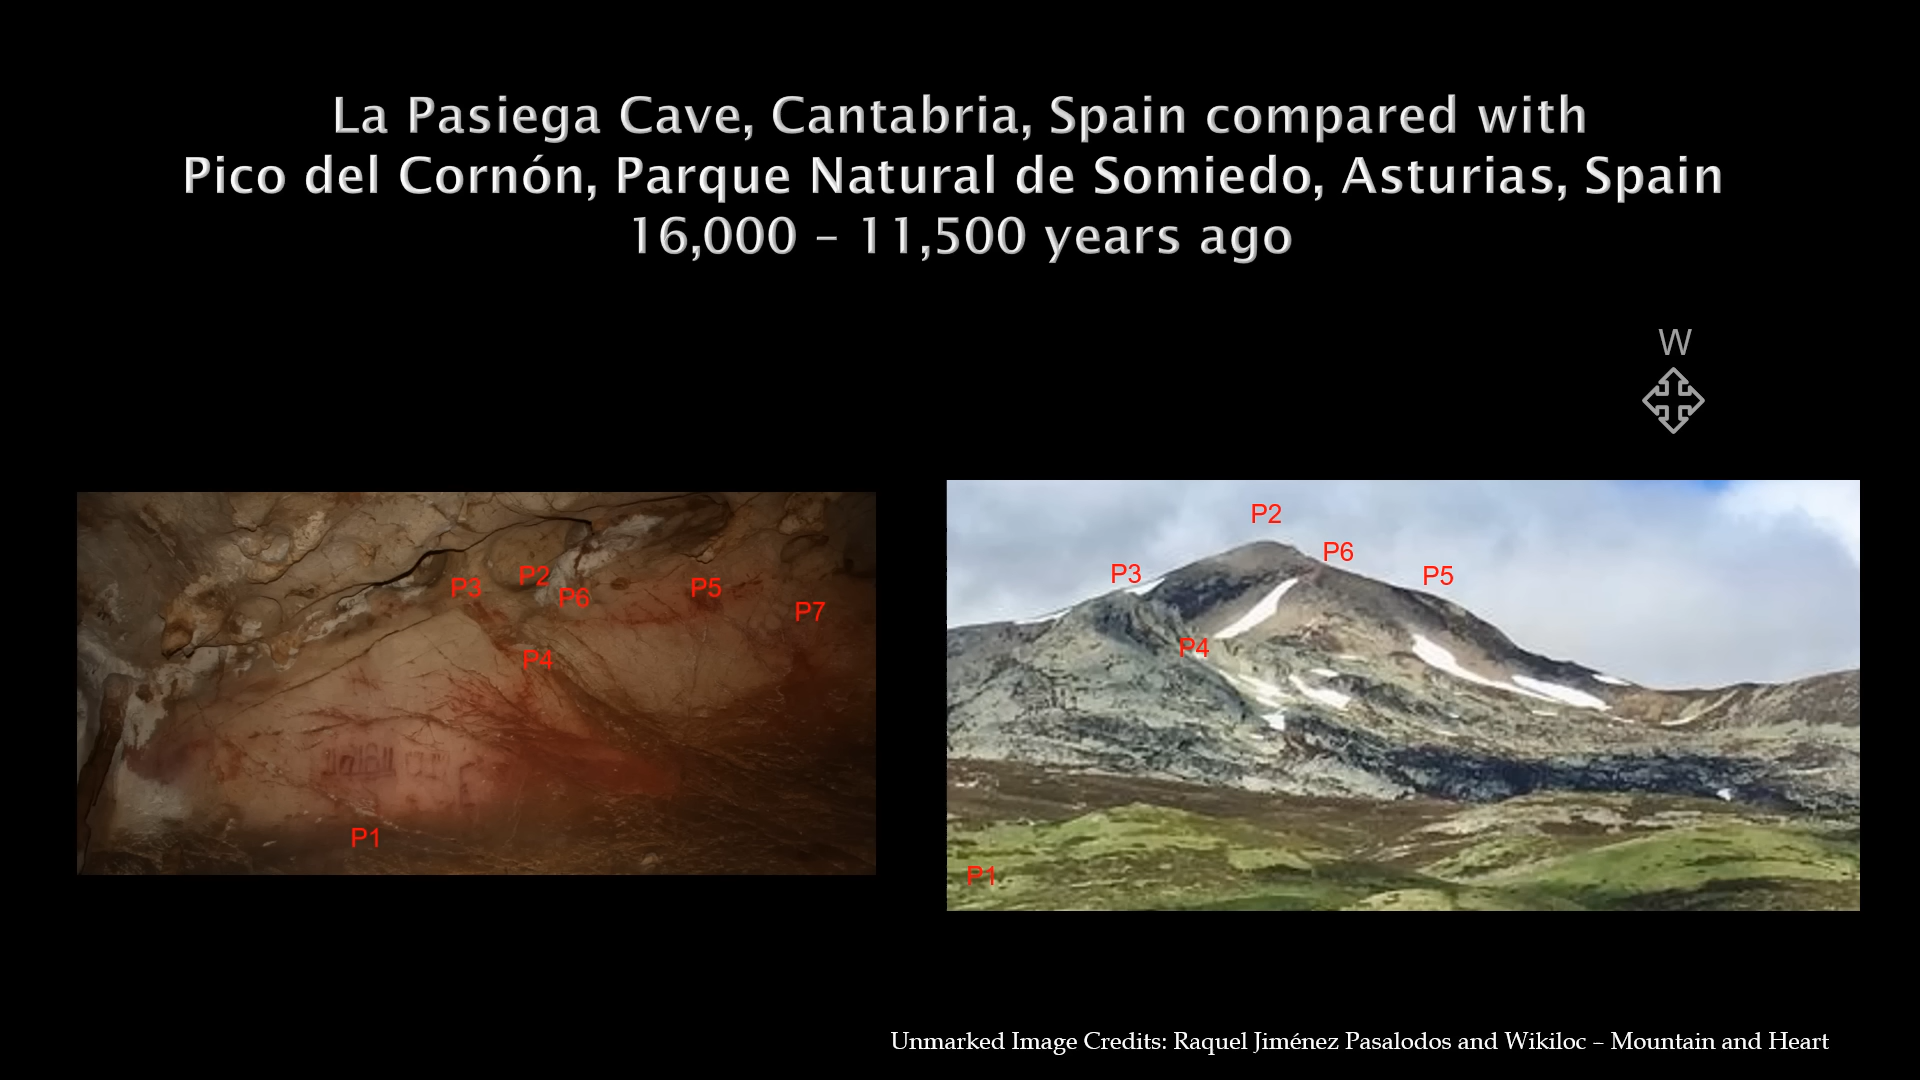 La Pasiega Cave, Cantabria, Spain compared with
Pico del Cornón, Parque Natural de Somiedo, Asturias, Spain
16,000 – 11,500 years ago
W
P3
P2
P6
P5
P7
P4
P1
P2
P3
P6
P5
P4
P1
Unmarked Image Credits: Raquel Jiménez Pasalodos and Wikiloc – Mountain and Heart